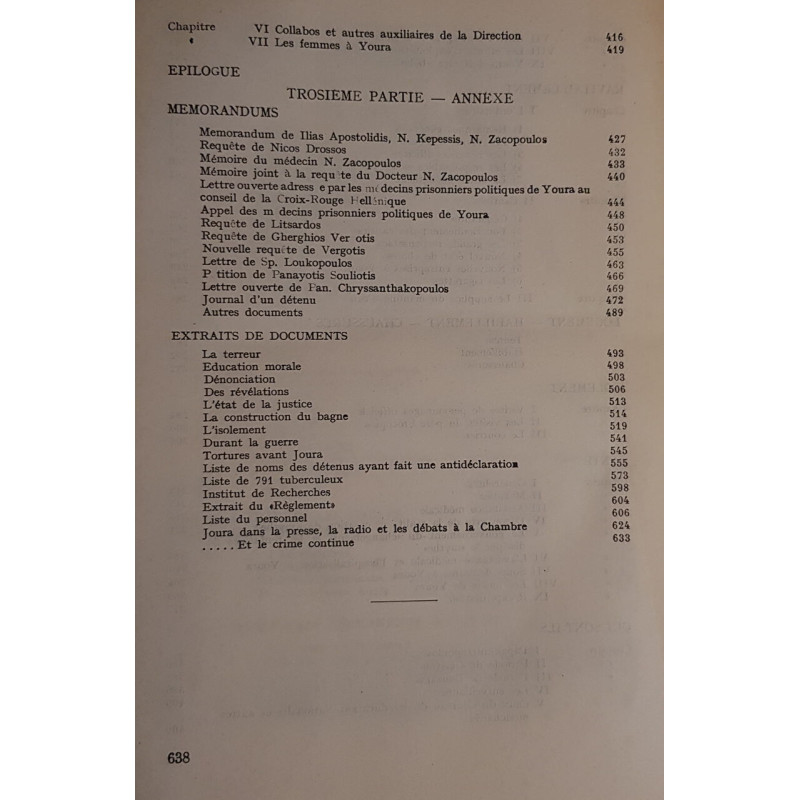 Chapitre VI Collabos et autres auxiliaires de la Direction 416
« VII Les femmes à Youra 419
EPILOGUE
TROSIEME PARTIE — ANNEXE
MEMORANDUMS
Memorandum de Ilias Apostolidis, N. Kepessis, N. Zacopoulos 427
Requête de Nicos Drossos 432
Mémoire du médecin N. Zacopoulos 433
Mémoire joint à la requête du Docteur N. Zacopoulos 440
Lettre ouverte adress e par les médecins prisonniers politiques de Youra au
conseil de la Croix-Rouge Hellénique 444
Appel des m decins prisonniers politiques de Youra 448
Requête de Litsardos 450
Requête de Gherghios Ver otis 453
Nouvelle requête de Vergotis 455
Lettre de Sp. Loukopoulos 463
P tition de Panayotis Souliotis 466
Lettre ouverte de Pan. Chryssanthakopoulos 469
Journal d'un détenu 472
Autres documents 489
EXTRAITS DE DOCUMENTS
La terreur 493
Education morale 498
Dénonciation 503
Des révélations 506
L'état de la justice 513
La construction du bagne 514
L'isolement 519
Durant la guerre 541
Tortures avant Joura 545
Liste de noms des détenus ayant fait une antidéclaration 555
Liste de 791 tuberculeux 573
Institut de Recherches 598
Extrait du «Règlement» 604
Liste du personnel 606
Joura dans la presse, la radio et les débats à la Chambre 624
.....Et le crime continue 633
638